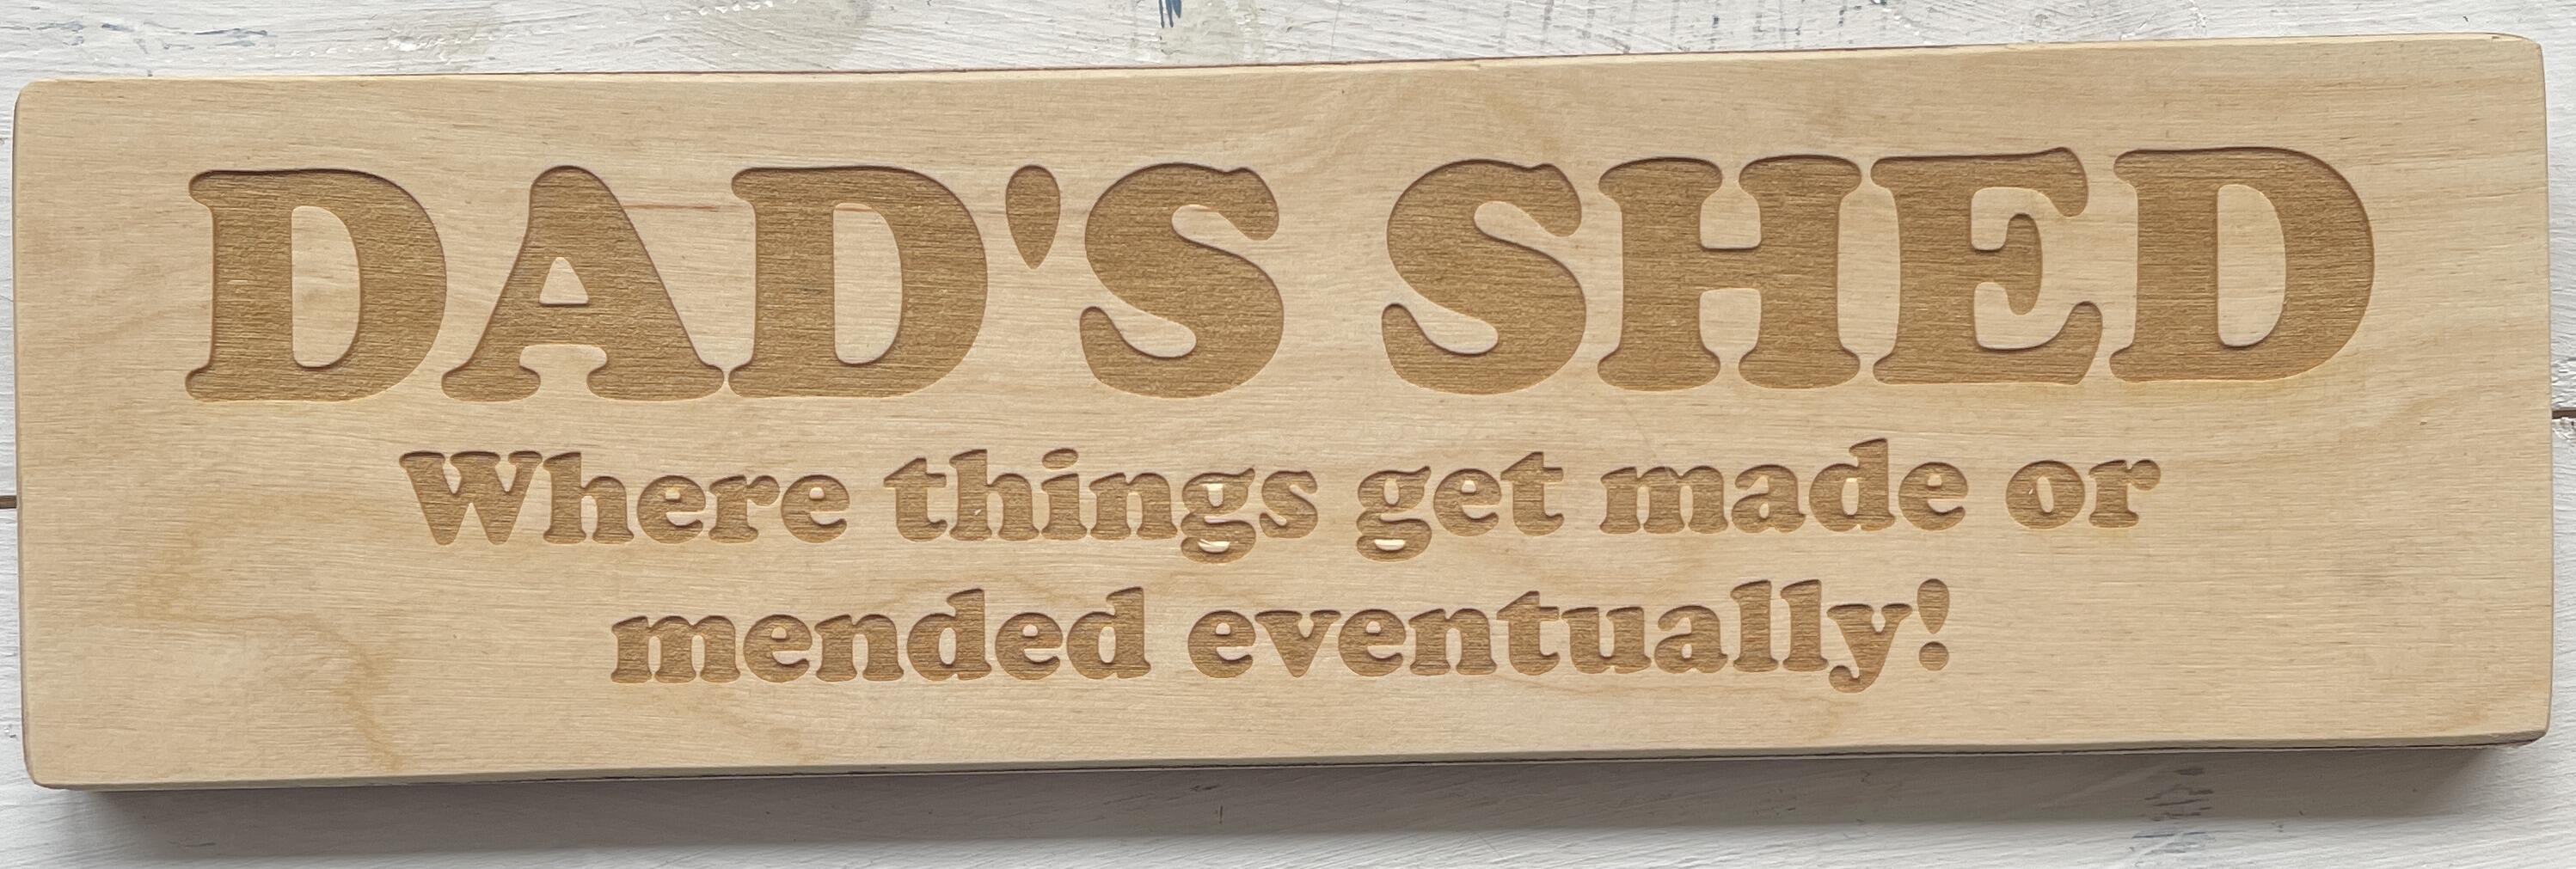 DAD'S SHED
Where things get made or
mended eventually!